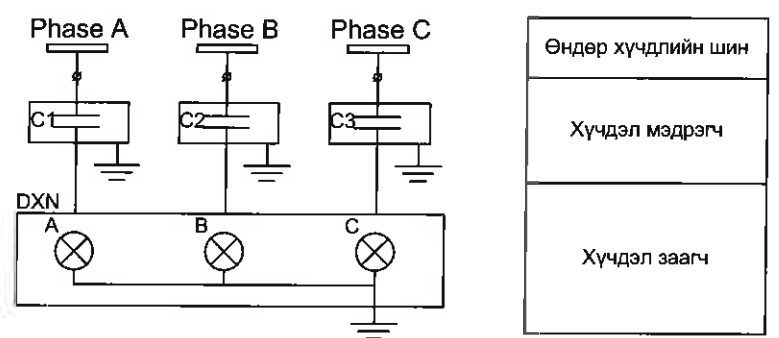 Phase A Phase B Phase C
C1 C2 C3
DXN
A B C
Өндөр хүчдлийн шин
Хүчдэл мэдрэгч
Хүчдэл заагч